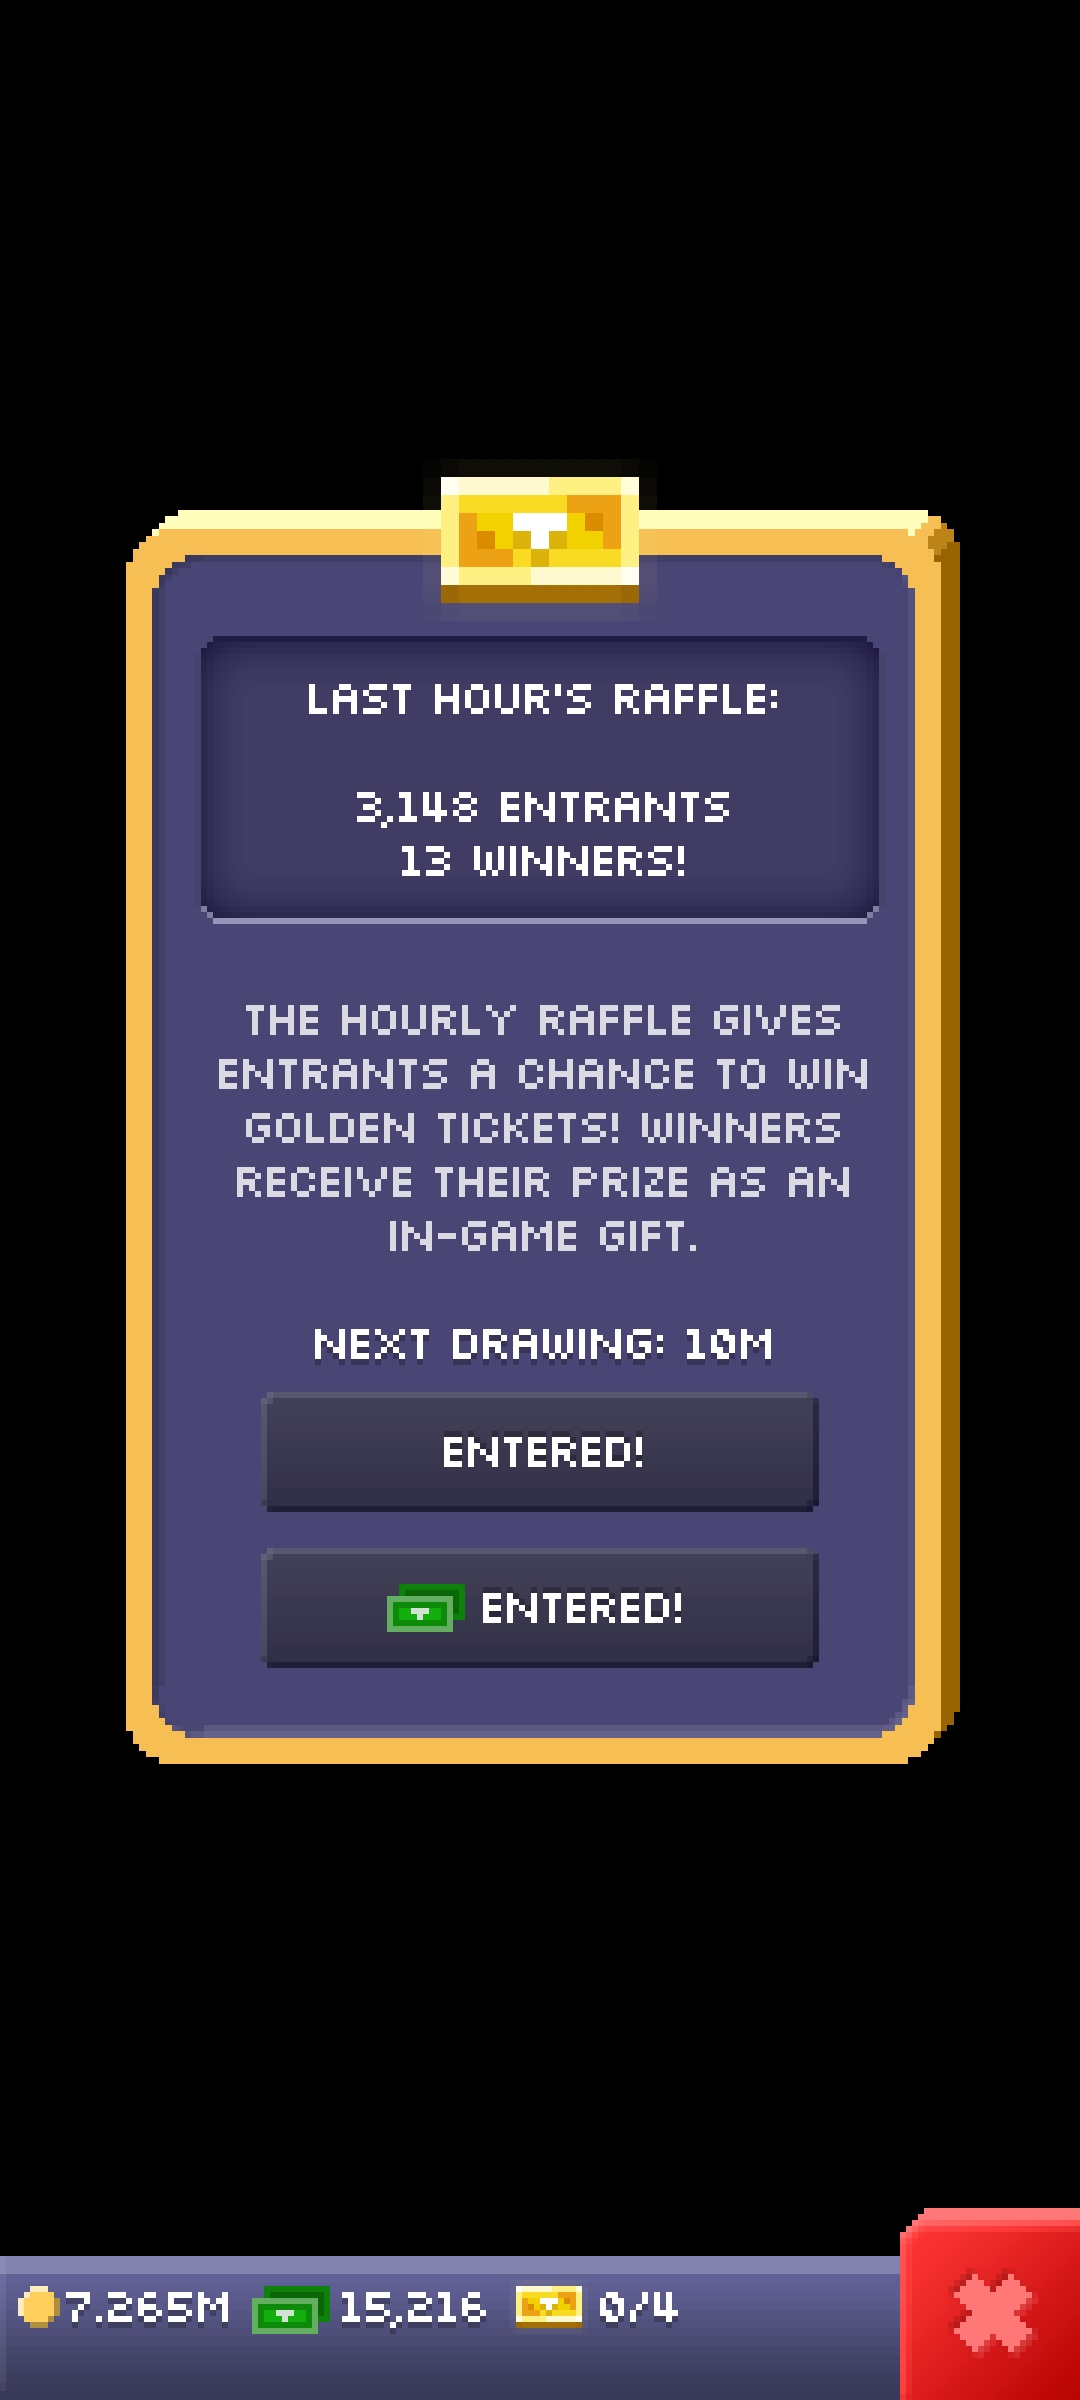 LAST HOUR'S RAFFLE:
3,148 ENTRANTS
13 WINNERS!
THE HOURLY RAFFLE GIVES
ENTRANTS A CHANCE TO WIN
GOLDEN TICKETS! WINNERS
RECEIVE THEIR PRIZE AS AN
IN-GAME GIFT.
NEXT DRAWING: 10M
ENTERED!
ENTERED!
7.265M 15,216 0/4